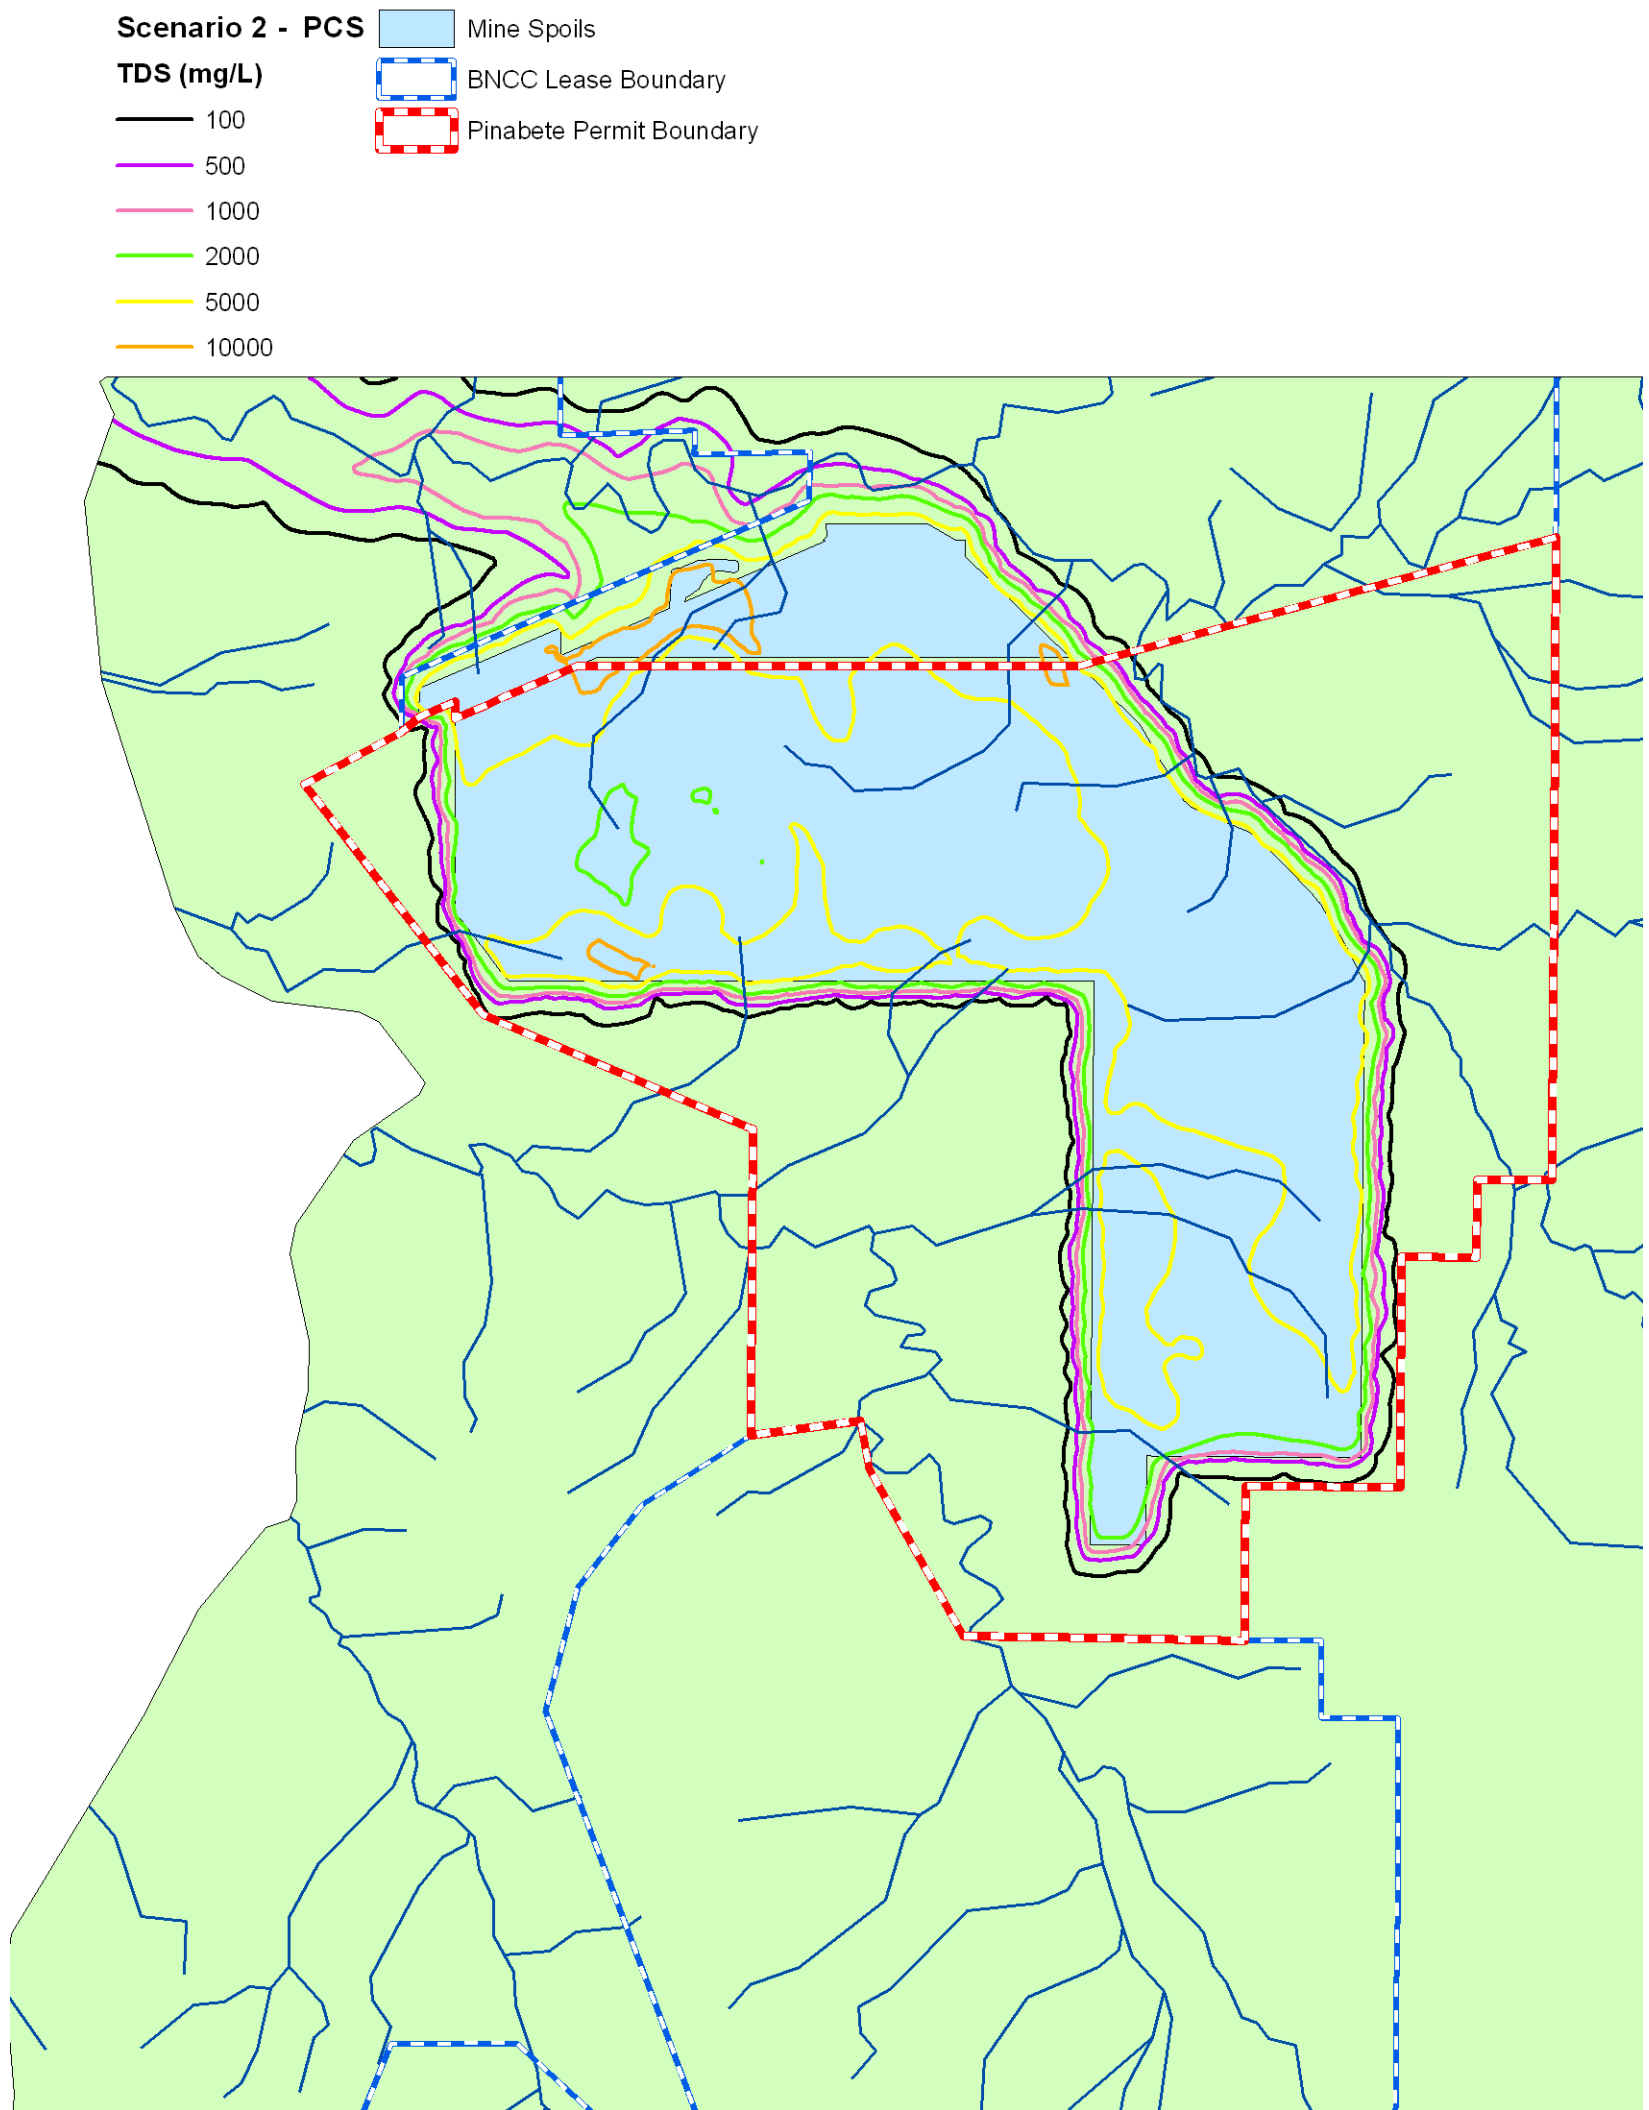 Scenario 2 - PCS
TDS (mg/L)
100
500
1000
2000
5000
10000
Mine Spoils
BNCC Lease Boundary
Pinabete Permit Boundary